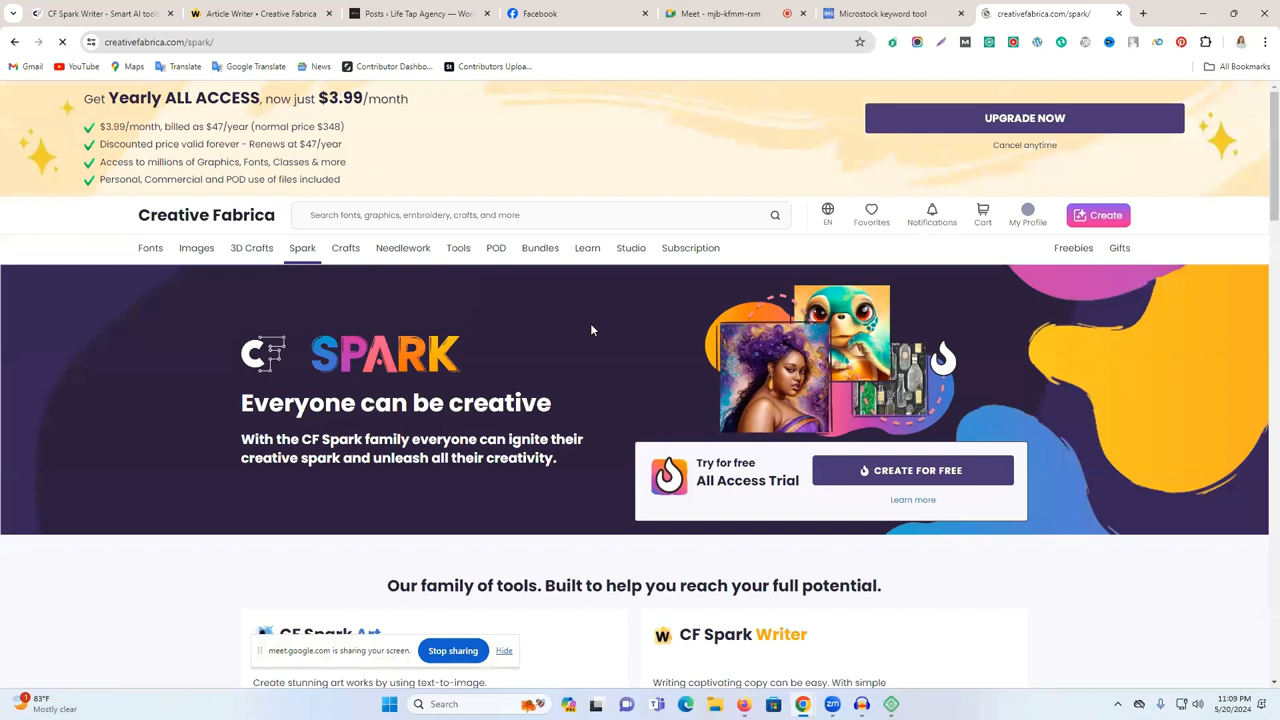 CF Spark Writer - Smart AI tools
Article Writer - Creative Fabrica
Posts ‹ Life Tap Agency — Wor
Facebook
Meet - mjb-kfmm-rxm
Microstock keyword tool
creativefabrica.com/spark/
creativefabrica.com/spark/
Gmail
YouTube
Maps
Translate
Google Translate
News
Contributor Dashbo...
Contributors Uploa...
All Bookmarks
Get Yearly ALL ACCESS, now just $3.99/month
$3.99/month, billed as $47/year (normal price $348)
Discounted price valid forever - Renews at $47/year
Access to millions of Graphics, Fonts, Classes & more
Personal, Commercial and POD use of files included
UPGRADE NOW
Cancel anytime
Creative Fabrica
Search fonts, graphics, embroidery, crafts, and more
EN
Favorites
Notifications
Cart
My Profile
Create
Fonts
Images
3D Crafts
Spark
Crafts
Needlework
Tools
POD
Bundles
Learn
Studio
Subscription
Freebies
Gifts
CF SPARK
Everyone can be creative
With the CF Spark family everyone can ignite their
creative spark and unleash all their creativity.
Try for free
All Access Trial
CREATE FOR FREE
Learn more
Our family of tools. Built to help you reach your full potential.
CF Spark Art
CF Spark Writer
meet.google.com is sharing your screen.
Stop sharing
Hide
Create stunning art works by using text-to-image.
Writing captivating copy can be easy. With simple
1
83°F
Mostly clear
Search
11:09 PM
5/20/2024